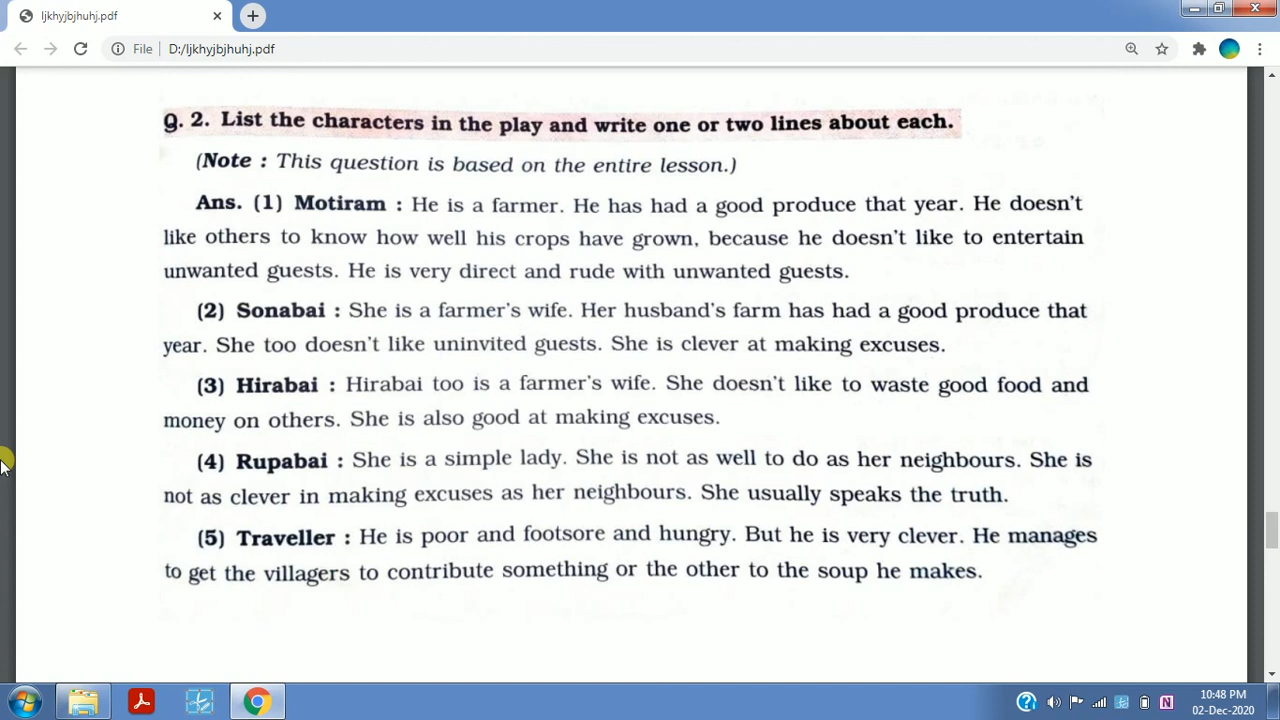 ljkhyjbjhuhj.pdf
File D:/ljkhyjbjhuhj.pdf
Q. 2. List the characters in the play and write one or two lines about each.
(Note : This question is based on the entire lesson.)
Ans. (1) Motiram : He is a farmer. He has had a good produce that year. He doesn't
like others to know how well his crops have grown, because he doesn't like to entertain
unwanted guests. He is very direct and rude with unwanted guests.
(2) Sonabai : She is a farmer's wife. Her husband's farm has had a good produce that
year. She too doesn't like uninvited guests. She is clever at making excuses.
(3) Hirabai : Hirabai too is a farmer's wife. She doesn't like to waste good food and
money on others. She is also good at making excuses.
(4) Rupabai : She is a simple lady. She is not as well to do as her neighbours. She is
not as clever in making excuses as her neighbours. She usually speaks the truth.
(5) Traveller : He is poor and footsore and hungry. But he is very clever. He manages
to get the villagers to contribute something or the other to the soup he makes.
10:48 PM
02-Dec-2020